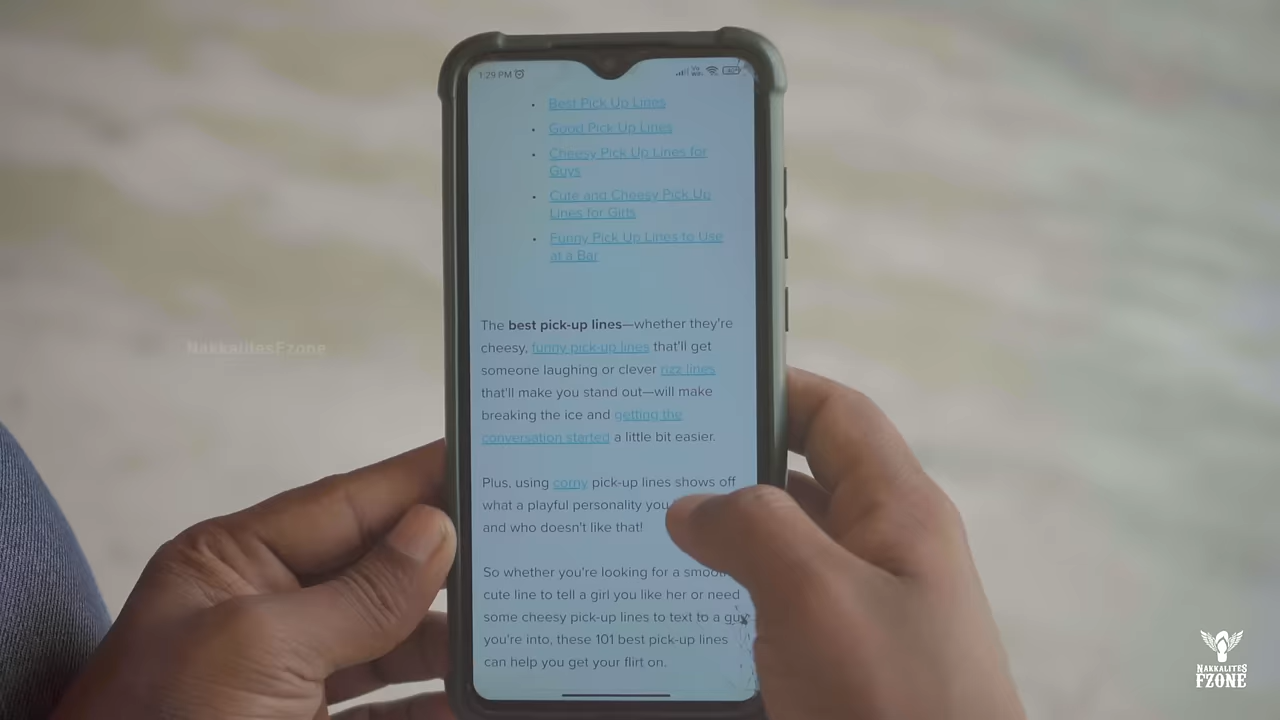 1:29 PM
Best Pick Up Lines
Good Pick Up Lines
Cheesy Pick Up Lines for
Guys
Cute and Cheesy Pick Up
Lines for Girls
Funny Pick Up Lines to Use
at a Bar
The best pick-up lines—whether they're
cheesy, funny pick-up lines that'll get
someone laughing or clever rizz lines
that'll make you stand out—will make
breaking the ice and getting the
conversation started a little bit easier.
Plus, using corny pick-up lines shows off
what a playful personality you
and who doesn't like that!
So whether you're looking for a smooth
cute line to tell a girl you like her or need
some cheesy pick-up lines to text to a guy
you're into, these 101 best pick-up lines
can help you get your flirt on.
NakkalitesFzone
NAKKALITES
FZONE